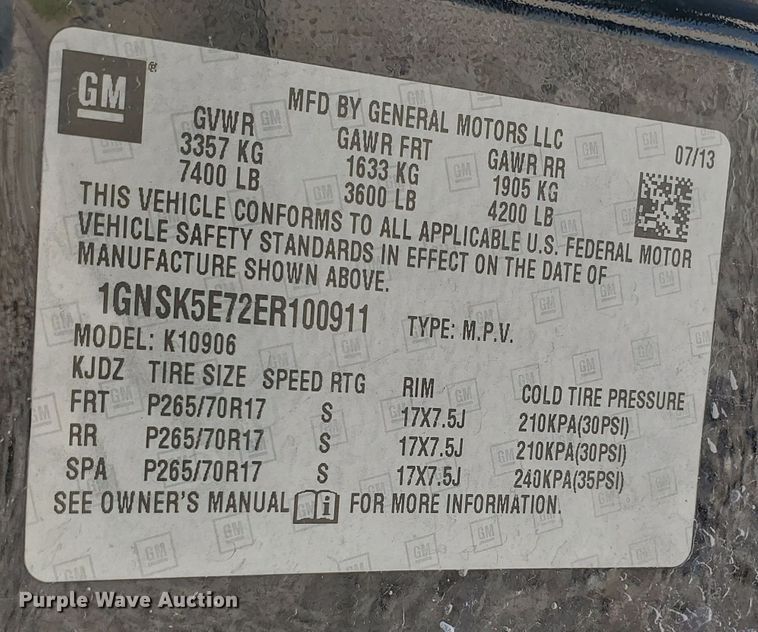 GM ®
MFD BY GENERAL MOTORS LLC
07/13
GVWR GAWR FRT GAWR RR
3357 KG 1633 KG 1905 KG
7400 LB 3600 LB 4200 LB
THIS VEHICLE CONFORMS TO ALL APPLICABLE U.S. FEDERAL MOTOR
VEHICLE SAFETY STANDARDS IN EFFECT ON THE DATE OF
MANUFACTURE SHOWN ABOVE.
1GNSK5E72ER100911 TYPE: M.P.V.
MODEL: K10906
KJDZ TIRE SIZE SPEED RTG RIM COLD TIRE PRESSURE
FRT P265/70R17 S 17X7.5J 210KPA(30PSI)
RR P265/70R17 S 17X7.5J 210KPA(30PSI)
SPA P265/70R17 S 17X7.5J 240KPA(35PSI)
SEE OWNER'S MANUAL i FOR MORE INFORMATION.
Purple Wave Auction